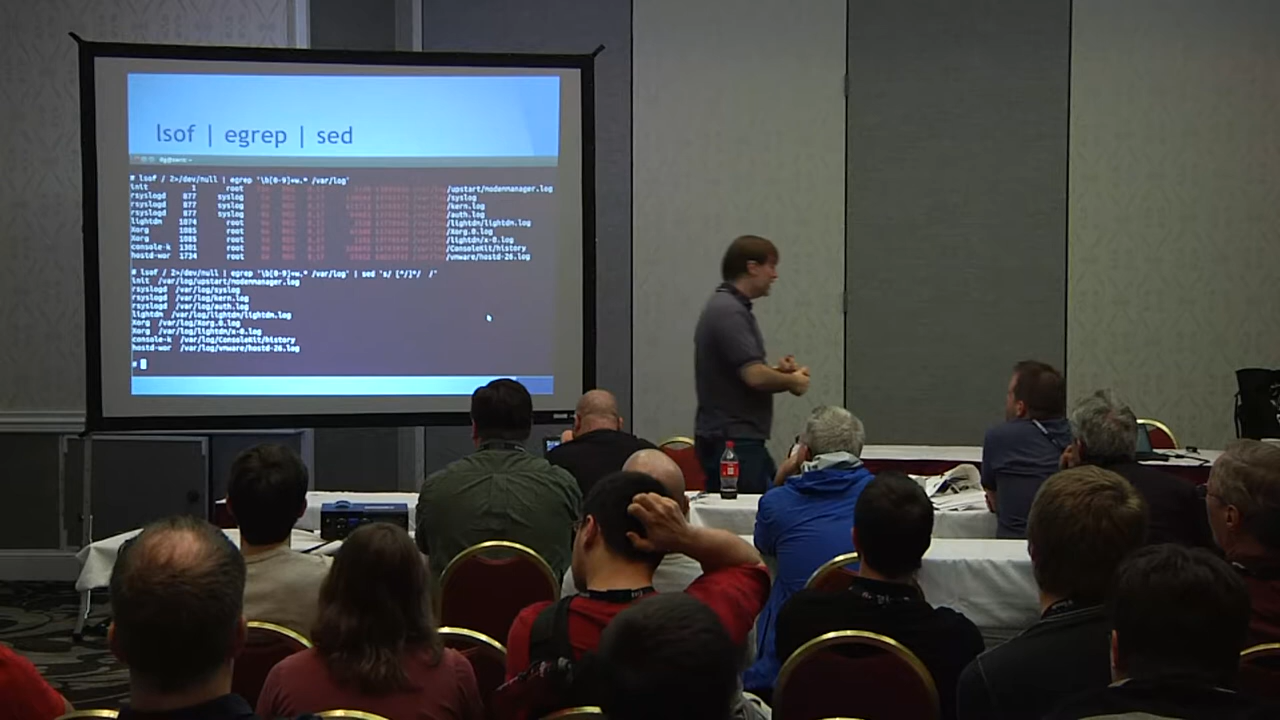 lsof | egrep | sed
# lsof / 2>/dev/null | egrep '\b[0-9]+w.* /var/log'
init 1 root /upstart/modemmanager.log
rsyslogd 877 syslog /syslog
rsyslogd 877 syslog /kern.log
rsyslogd 877 syslog /auth.log
lightdm 1074 root /lightdm/lightdm.log
Xorg 1085 root /Xorg.0.log
Xorg 1085 root /lightdm/x-0.log
console-k 1301 root /ConsoleKit/history
hostd-wor 1734 root /vmware/hostd-26.log
# lsof / 2>/dev/null | egrep '\b[0-9]+w.* /var/log' | sed 's/ [^/]*/ /'
init /var/log/upstart/modemmanager.log
rsyslogd /var/log/syslog
rsyslogd /var/log/kern.log
rsyslogd /var/log/auth.log
lightdm /var/log/lightdm/lightdm.log
Xorg /var/log/Xorg.0.log
Xorg /var/log/lightdm/x-0.log
console-k /var/log/ConsoleKit/history
hostd-wor /var/log/vmware/hostd-26.log
#